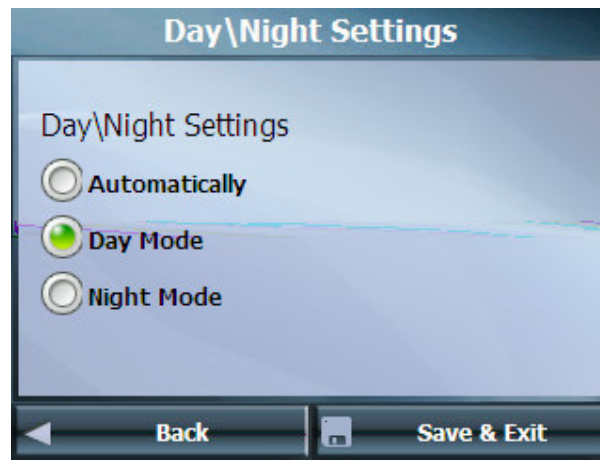 Day\Night Settings
Day\Night Settings
Automatically
Day Mode
Night Mode
Back
Save & Exit